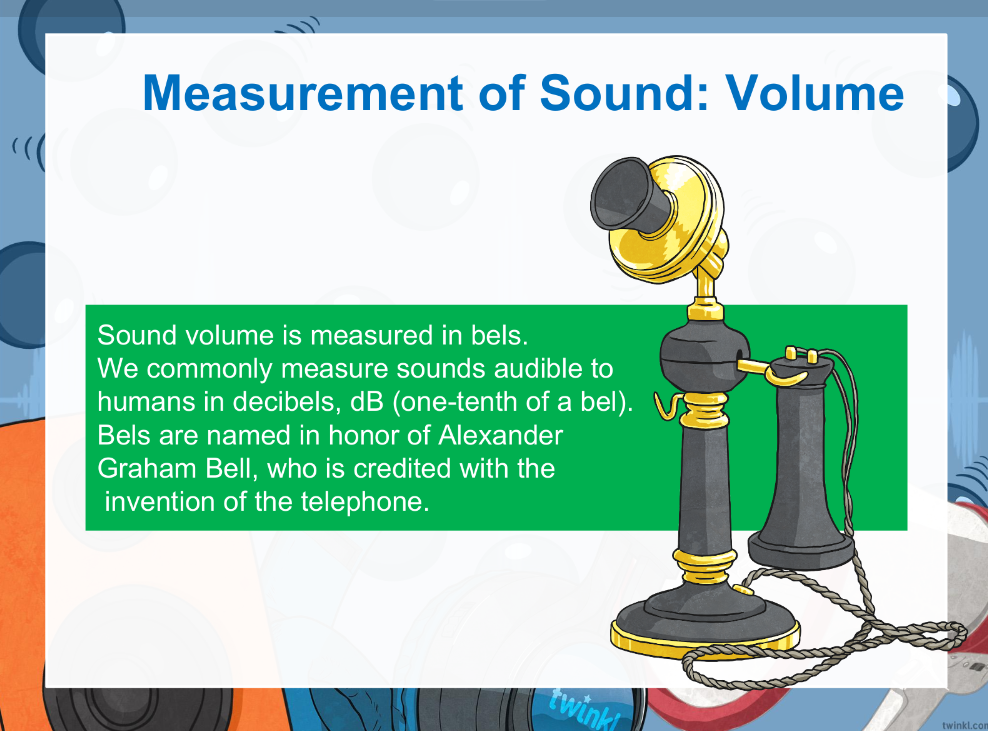 Measurement of Sound: Volume
Sound volume is measured in bels.
We commonly measure sounds audible to
humans in decibels, dB (one-tenth of a bel).
Bels are named in honor of Alexander
Graham Bell, who is credited with the
invention of the telephone.
twinkl
twinkl.com